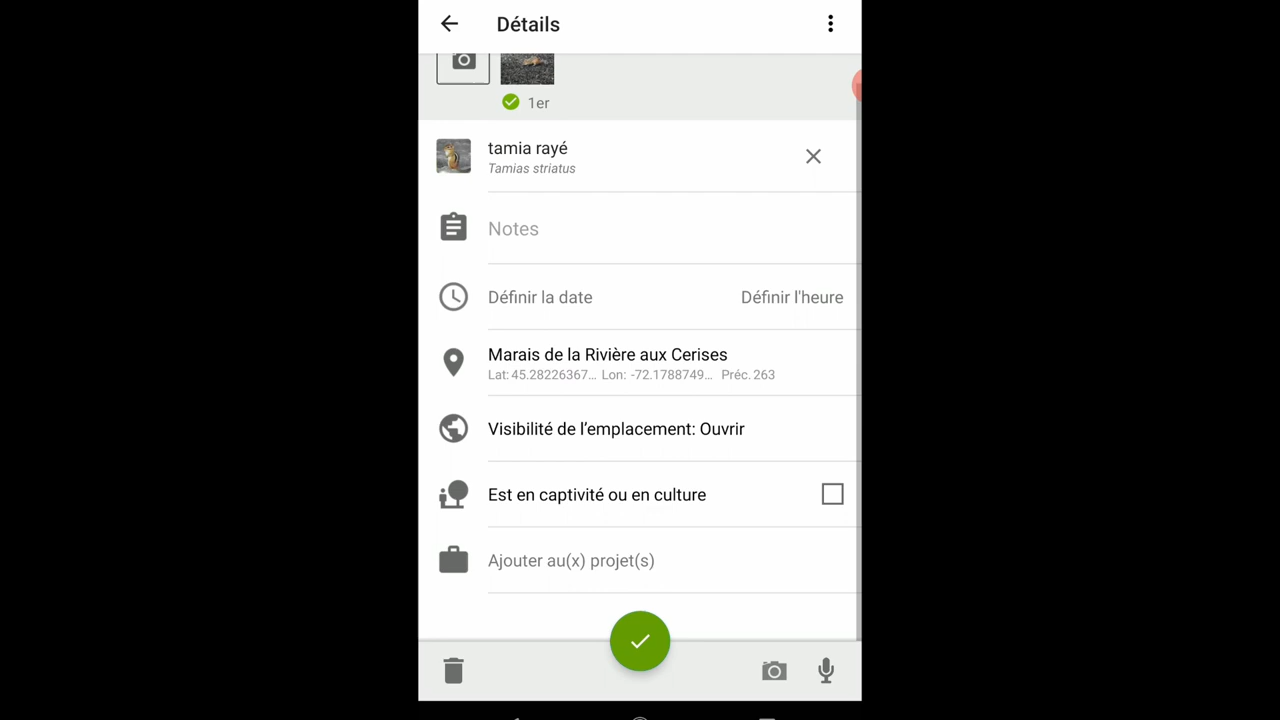 Détails
1er
tamia rayé
Tamias striatus
Notes
Définir la date Définir l'heure
Marais de la Rivière aux Cerises
Lat: 45.28226367... Lon: -72.1788749... Préc. 263
Visibilité de l’emplacement: Ouvrir
Est en captivité ou en culture
Ajouter au(x) projet(s)